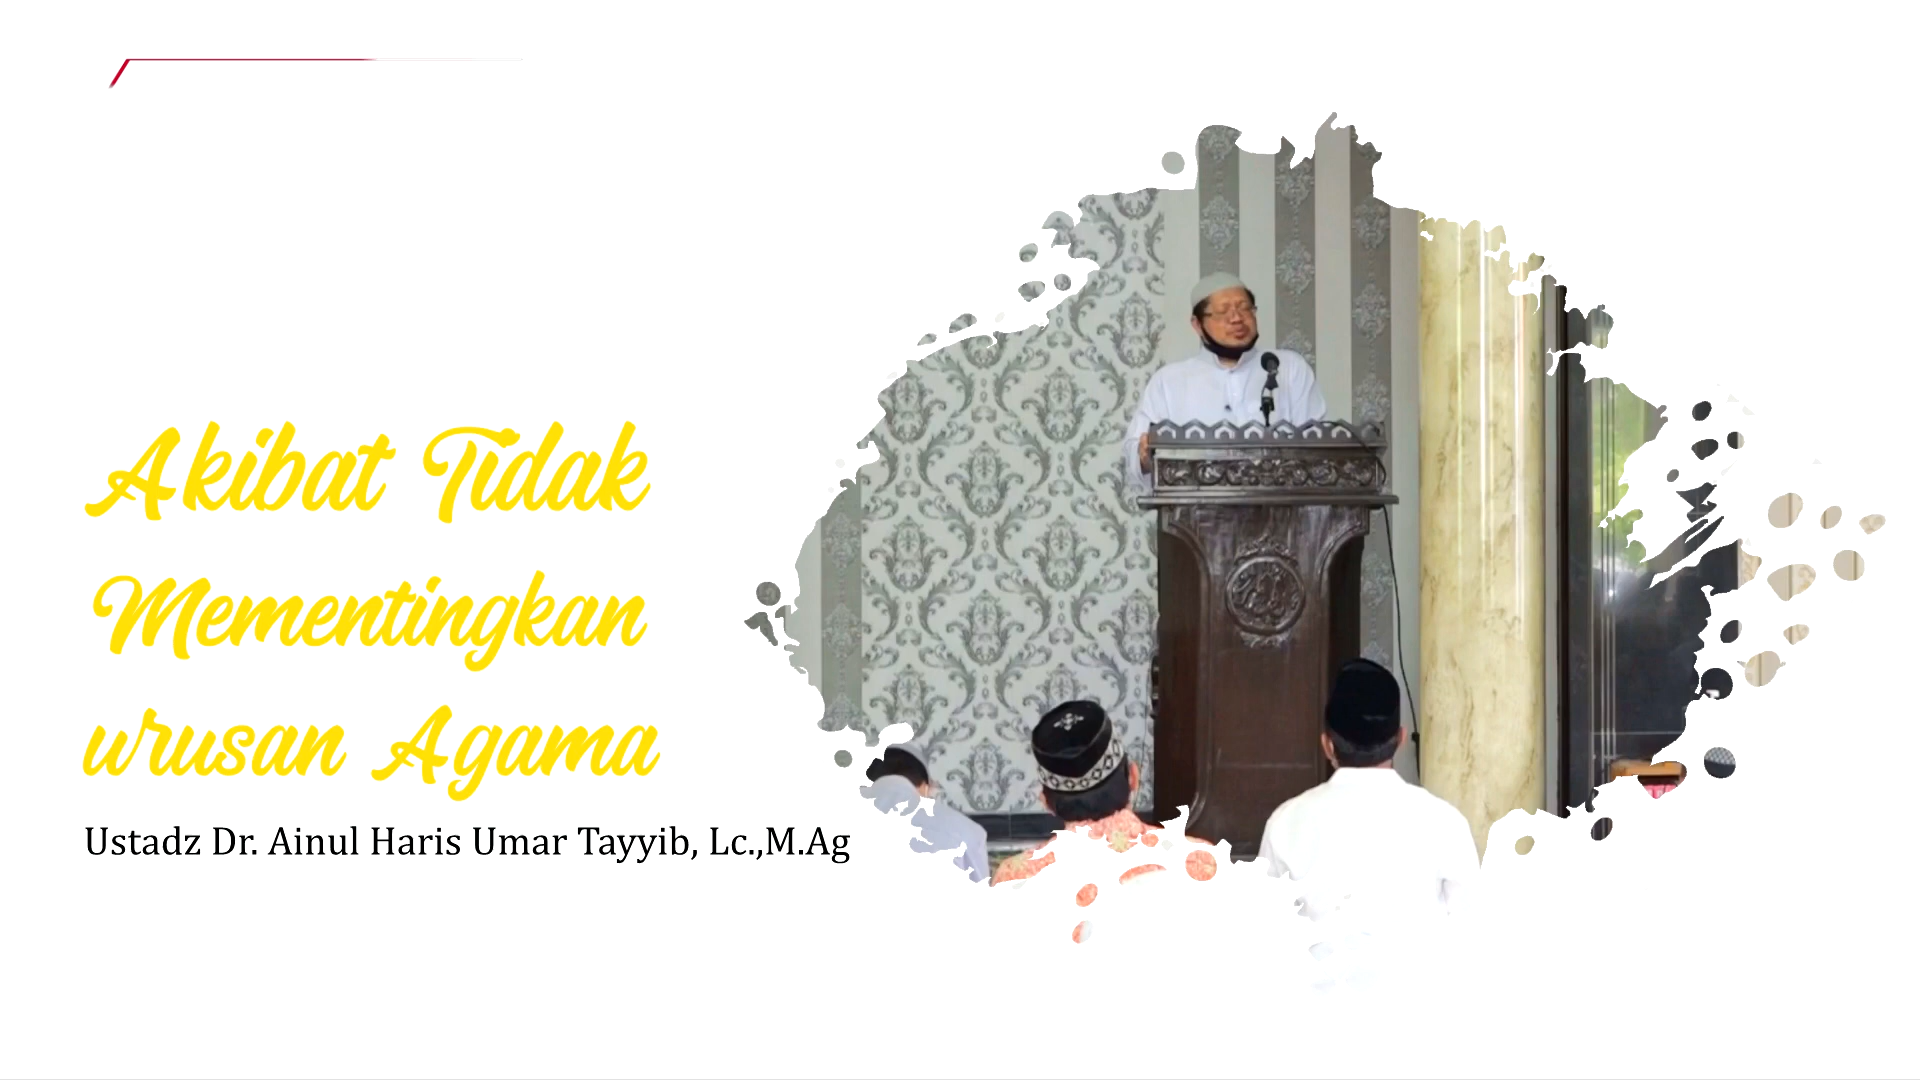 Akibat Tidak
Mementingkan
urusan Agama
Ustadz Dr. Ainul Haris Umar Tayyib, Lc.,M.Ag